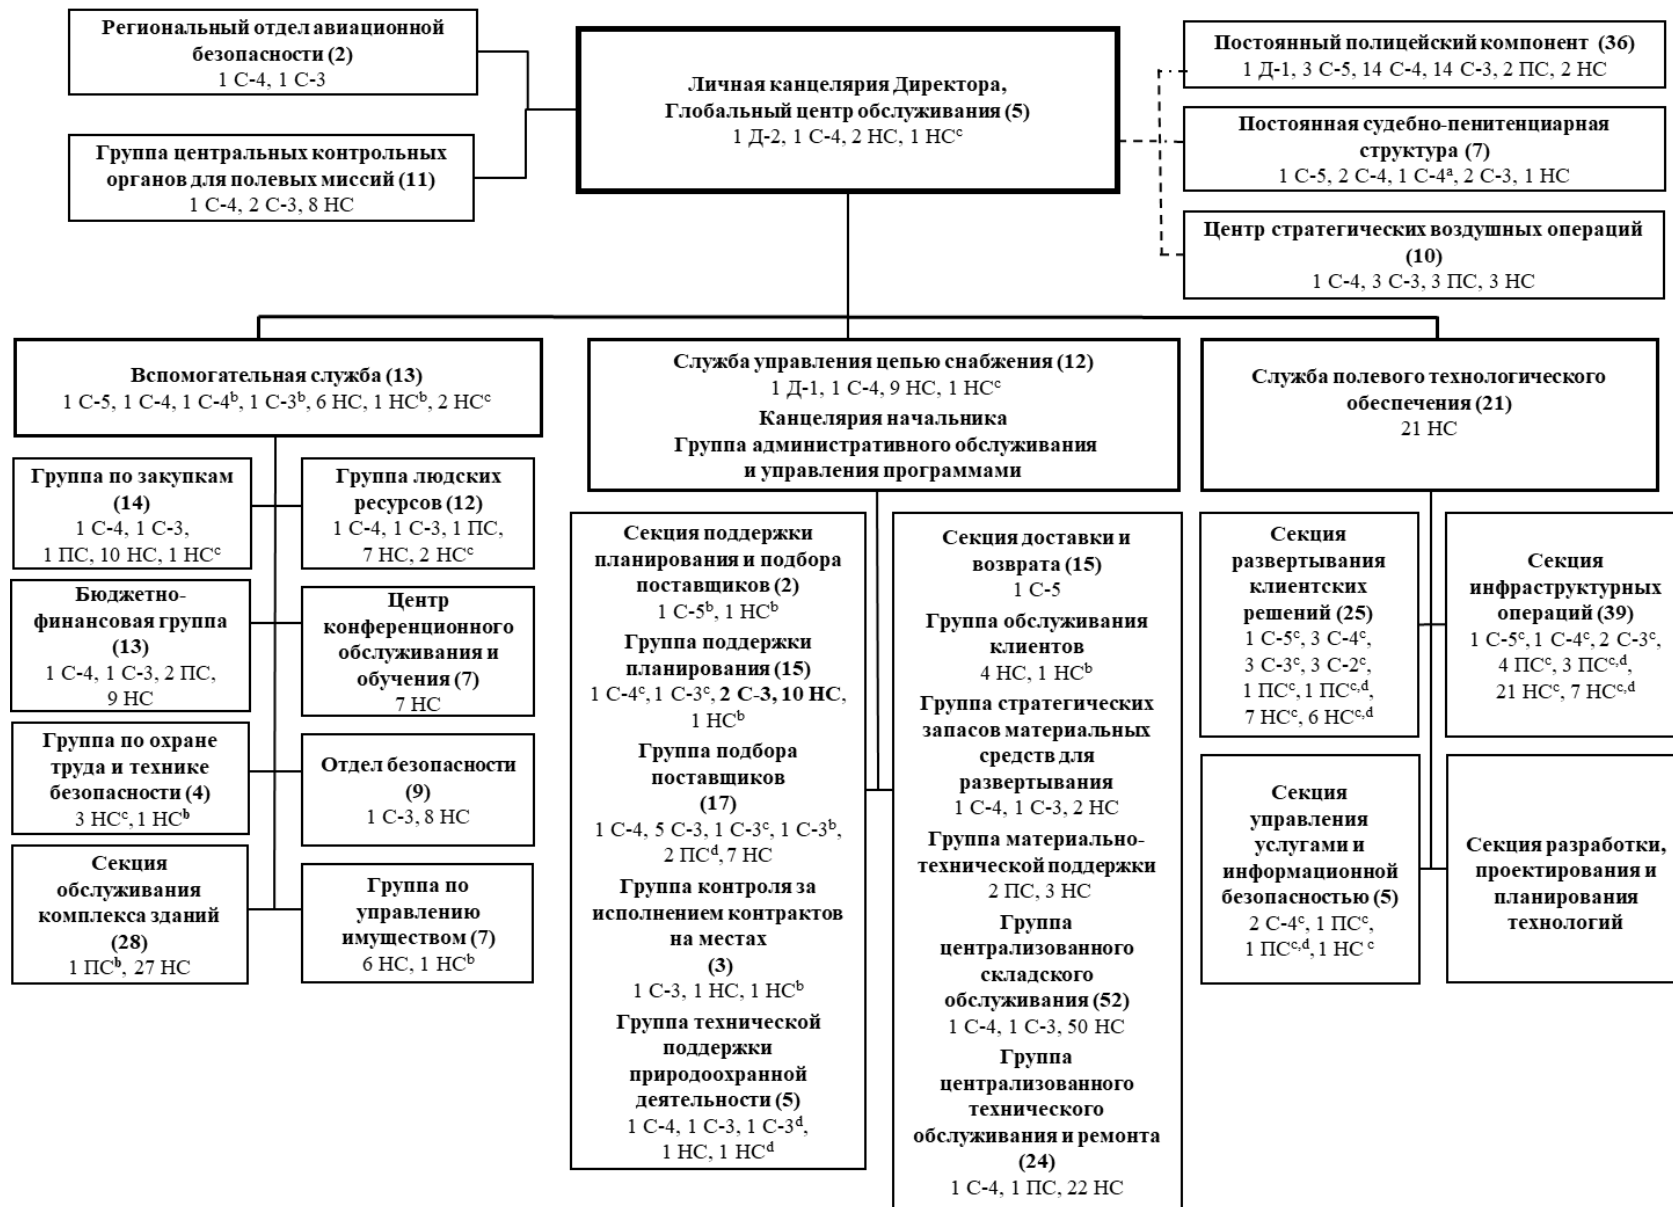 Региональный отдел авиационной
безопасности (2)
1 С-4, 1 С-3
Группа центральных контрольных
органов для полевых миссий (11)
1 С-4, 2 С-3, 8 НС
Личная канцелярия Директора,
Глобальный центр обслуживания (5)
1 Д-2, 1 С-4, 2 НС, 1 НСᶜ
Постоянный полицейский компонент (36)
1 Д-1, 3 С-5, 14 С-4, 14 С-3, 2 ПС, 2 НС
Постоянная судебно-пенитенциарная
структура (7)
1 С-5, 2 С-4, 1 С-4ᵃ, 2 С-3, 1 НС
Центр стратегических воздушных операций
(10)
1 С-4, 3 С-3, 3 ПС, 3 НС
Вспомогательная служба (13)
1 С-5, 1 С-4, 1 С-4ᵇ, 1 С-3ᵇ, 6 НС, 1 НСᵇ, 2 НСᶜ
Группа по закупкам
(14)
1 С-4, 1 С-3,
1 ПС, 10 НС, 1 НСᶜ
Группа людских
ресурсов (12)
1 С-4, 1 С-3, 1 ПС,
7 НС, 2 НСᶜ
Бюджетно-
финансовая группа
(13)
1 С-4, 1 С-3, 2 ПС,
9 НС
Центр
конференционного
обслуживания и
обучения (7)
7 НС
Группа по охране
труда и технике
безопасности (4)
3 НСᶜ, 1 НСᵇ
Отдел безопасности
(9)
1 С-3, 8 НС
Секция
обслуживания
комплекса зданий
(28)
1 ПСᵇ, 27 НС
Группа по
управлению
имуществом (7)
6 НС, 1 НСᵇ
Служба управления цепью снабжения (12)
1 Д-1, 1 С-4, 9 НС, 1 НСᶜ
Канцелярия начальника
Группа административного обслуживания
и управления программами
Секция поддержки
планирования и подбора
поставщиков (2)
1 С-5ᵇ, 1 НСᵇ
Группа поддержки
планирования (15)
1 С-4ᶜ, 1 С-3ᶜ, 2 С-3, 10 НС,
1 НСᵇ
Группа подбора
поставщиков
(17)
1 С-4, 5 С-3, 1 С-3ᶜ, 1 С-3ᵇ,
2 ПСᵈ, 7 НС
Группа контроля за
исполнением контрактов
на местах
(3)
1 С-3, 1 НС, 1 НСᵇ
Группа технической
поддержки
природоохранной
деятельности (5)
1 С-4, 1 С-3, 1 С-3ᵈ,
1 НС, 1 НСᵈ
Секция доставки и
возврата (15)
1 С-5
Группа обслуживания
клиентов
4 НС, 1 НСᵇ
Группа стратегических
запасов материальных
средств для
развертывания
1 С-4, 1 С-3, 2 НС
Группа материально-
технической поддержки
2 ПС, 3 НС
Группа
централизованного
складского
обслуживания (52)
1 С-4, 1 С-3, 50 НС
Группа
централизованного
технического
обслуживания и ремонта
(24)
1 С-4, 1 ПС, 22 НС
Служба полевого технологического
обеспечения (21)
21 НС
Секция
развертывания
клиентских
решений (25)
1 С-5ᶜ, 3 С-4ᶜ,
3 С-3ᶜ, 3 С-2ᶜ,
1 ПСᶜ, 1 ПСᶜ,ᵈ,
7 НСᶜ, 6 НСᶜ,ᵈ
Секция
инфраструктурных
операций (39)
1 С-5ᶜ, 1 С-4ᶜ, 2 С-3ᶜ,
4 ПСᶜ, 3 ПСᶜ,ᵈ,
21 НСᶜ, 7 НСᶜ,ᵈ
Секция
управления
услугами и
информационной
безопасностью (5)
2 С-4ᶜ, 1 ПСᶜ,
1 ПСᶜ,ᵈ, 1 НС ᶜ
Секция разработки,
проектирования и
планирования
технологий